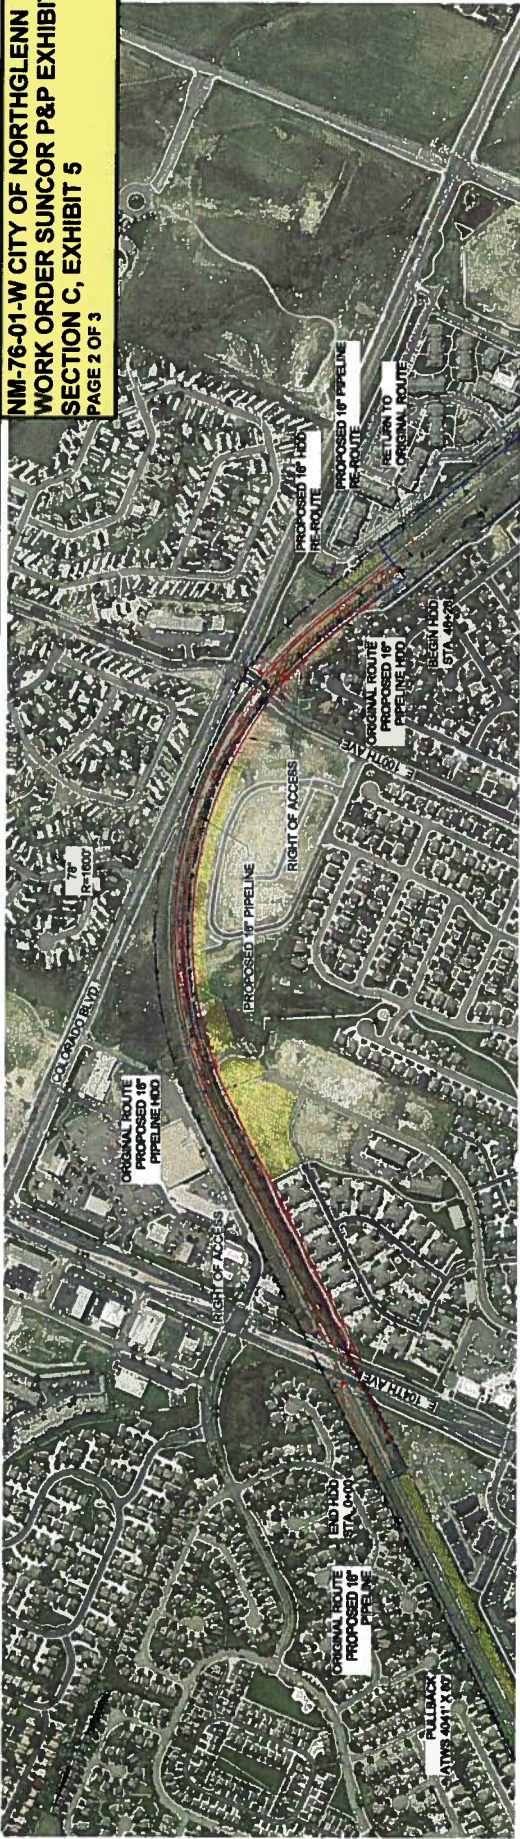 NM-76-01-W CITY OF NORTHGLENN
WORK ORDER SUNCOR P&P EXHIBIT
SECTION C, EXHIBIT 5
PAGE 2 OF 3
PROPOSED 16" HDD
RE-ROUTE
PROPOSED 16" PIPELINE
RE-ROUTE
RETURN TO
ORIGINAL ROUTE
ORIGINAL ROUTE
PROPOSED 16"
PIPELINE HDD
BEGIN HDD
E 100TH AVE
RIGHT OF ACCESS
PROPOSED 16" PIPELINE
78°
R=1600'
COLORADO BLVD
ORIGINAL ROUTE
PROPOSED 16"
PIPELINE HDD
RIGHT OF ACCESS
E 104TH AVE
END HDD
STA. 0+00
ORIGINAL ROUTE
PROPOSED 16"
PIPELINE
PULLBACK